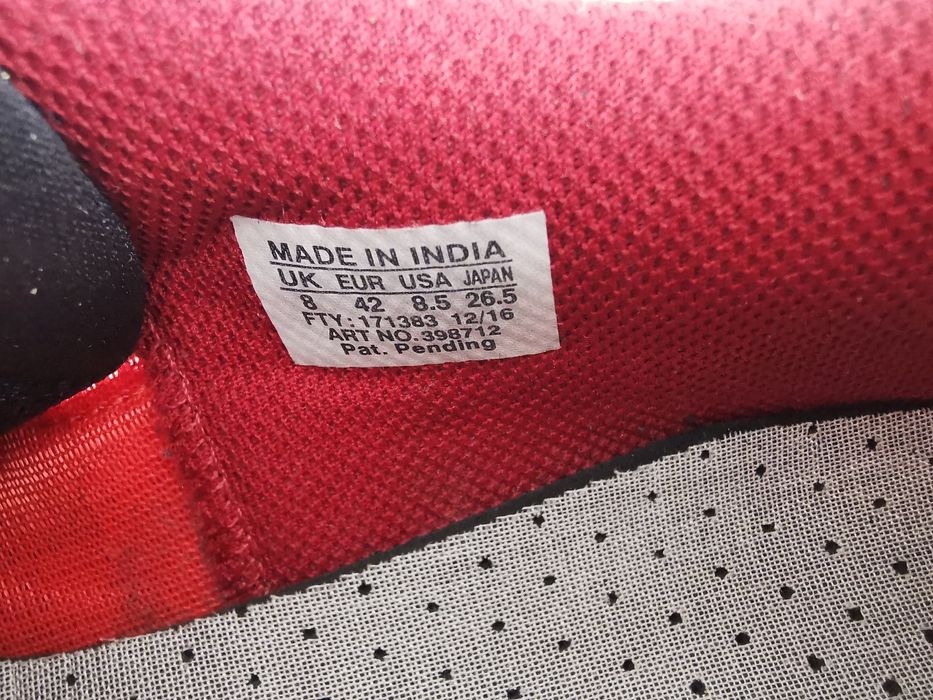 MADE IN INDIA
UK EUR USA JAPAN
8 42 8.5 26.5
FTY: 171383 12/16
ART NO. 398712
Pat. Pending